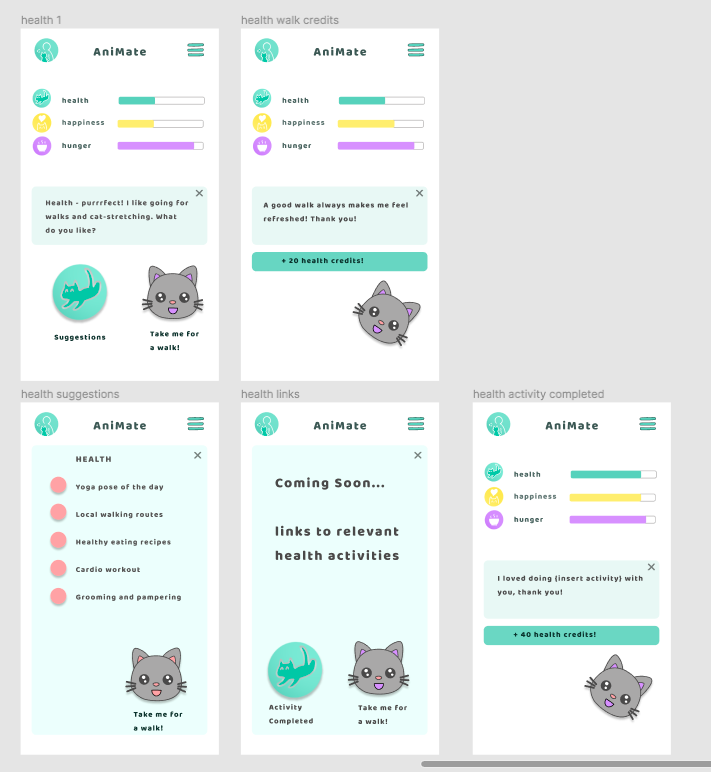 health 1
AniMate
health
happiness
hunger
Health - purrrfect! I like going for
walks and cat-stretching. What
do you like?
Suggestions
Take me for
a walk!
health walk credits
AniMate
health
happiness
hunger
A good walk always makes me feel
refreshed! Thank you!
+ 20 health credits!
health suggestions
AniMate
HEALTH
Yoga pose of the day
Local walking routes
Healthy eating recipes
Cardio workout
Grooming and pampering
Take me for
a walk!
health links
AniMate
Coming Soon...
links to relevant
health activities
Activity
Completed
Take me for
a walk!
health activity completed
AniMate
health
happiness
hunger
I loved doing (insert activity) with
you, thank you!
+ 40 health credits!